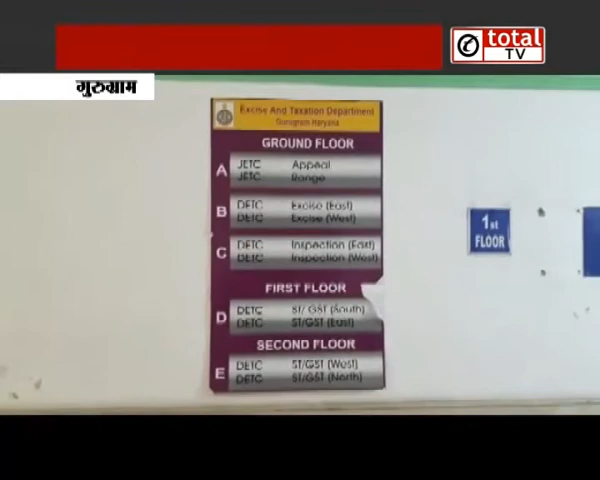 total
TV
गुरुग्राम
Excise And Taxation Department
Gurugram Haryana
GROUND FLOOR
A
JETC Appeal
JETC Range
B
DETC Excise (East)
DETC Excise (West)
C
DETC Inspection (East)
DETC Inspection (West)
FIRST FLOOR
D
DETC ST/ GST (South)
DETC ST/GST (East)
SECOND FLOOR
E
DETC ST/GST (West)
DETC ST/GST (North)
1st
FLOOR